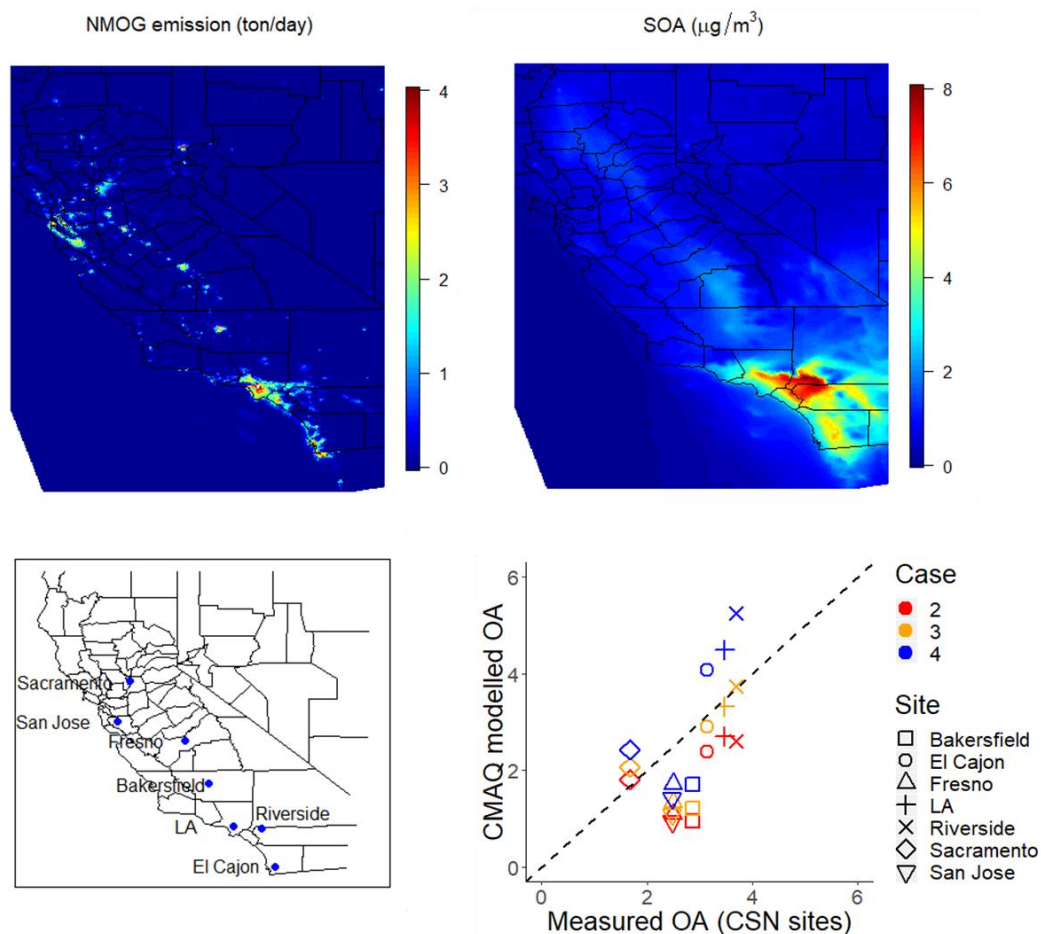 NMOG emission (ton/day)
SOA (μg/m³)
4
3
2
1
0
8
6
4
2
0
Sacramento
San Jose
Fresno
Bakersfield
Riverside
LA
El Cajon
6
4
2
0
0
2
4
6
CMAQ modelled OA
Measured OA (CSN sites)
Case
2
3
4
Site
Bakersfield
El Cajon
Fresno
LA
Riverside
Sacramento
San Jose